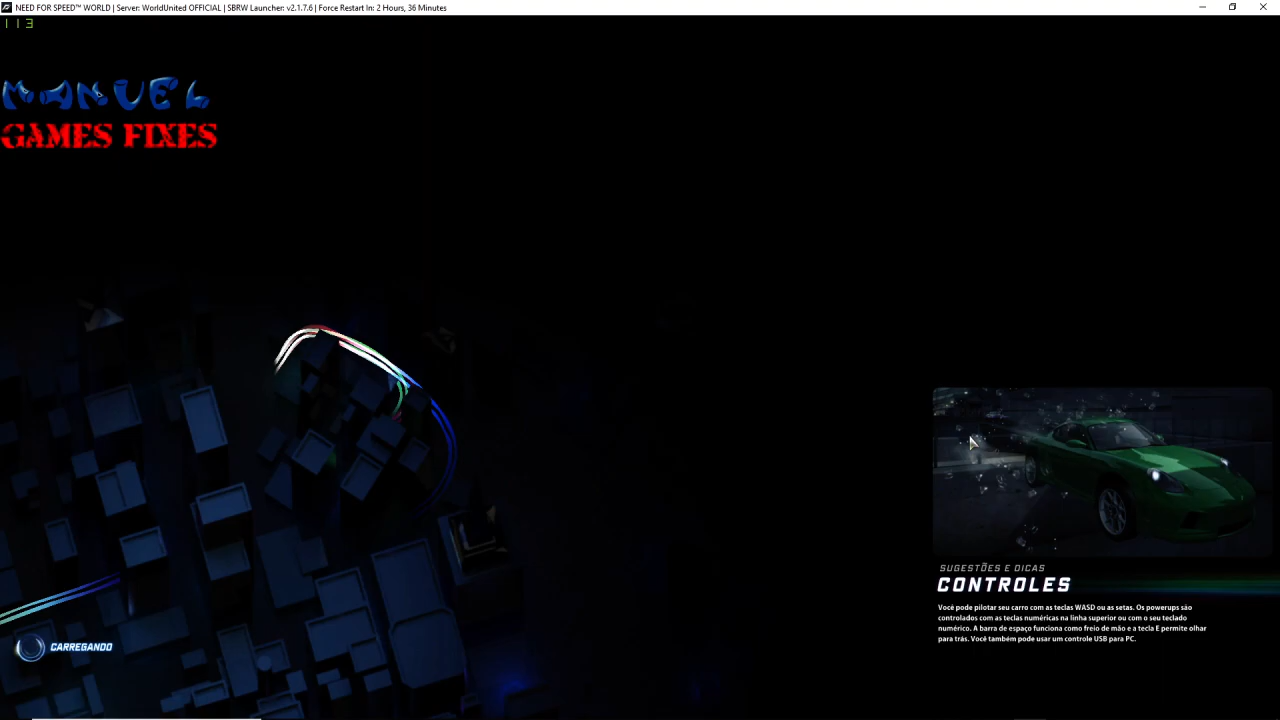 NEED FOR SPEED™ WORLD | Server: WorldUnited OFFICIAL | SBRW Launcher: v2.1.7.6 | Force Restart In: 2 Hours, 36 Minutes
113
MANUEL
GAMES FIXES
SUGESTÕES E DICAS
CONTROLES
Você pode pilotar seu carro com as teclas WASD ou as setas. Os powerups são
controlados com as teclas numéricas na linha superior ou com o seu teclado
numérico. A barra de espaço funciona como freio de mão e a tecla E permite olhar
para trás. Você também pode usar um controle USB para PC.
CARREGANDO